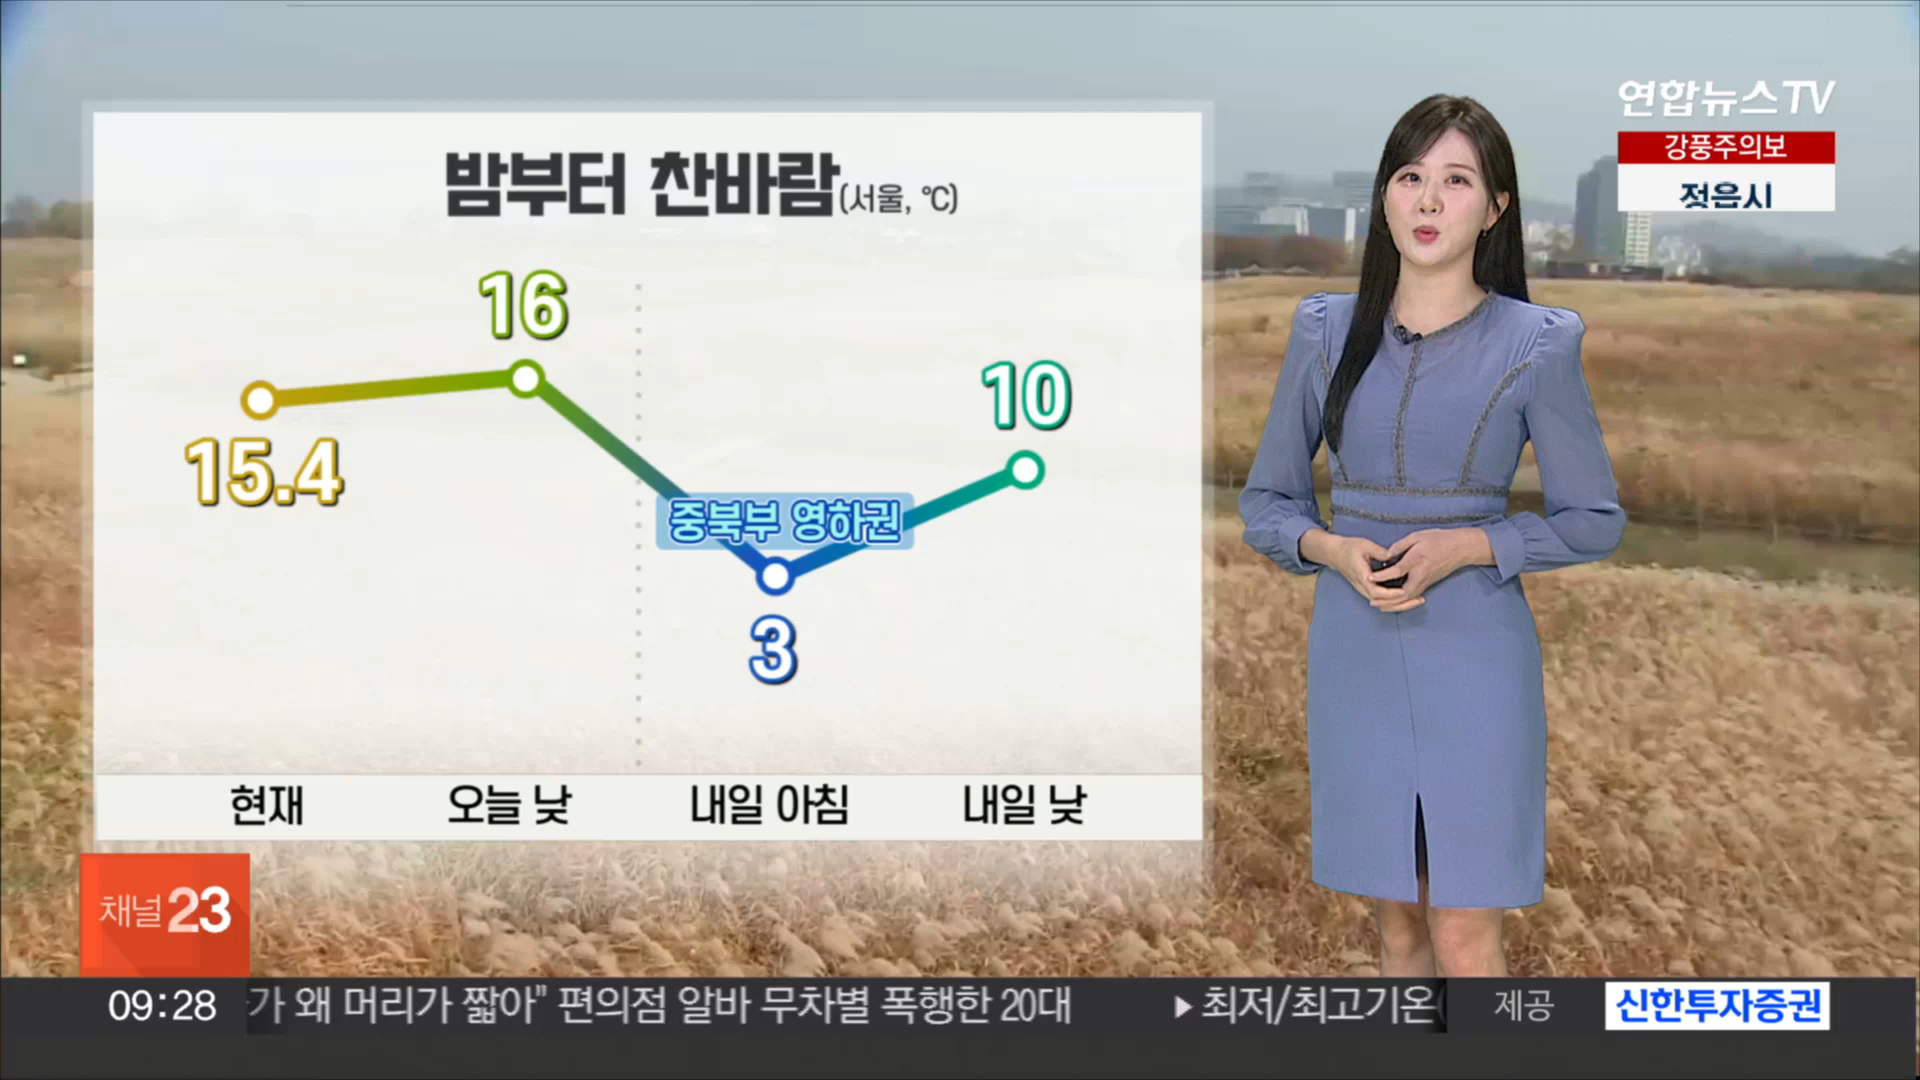 연합뉴스TV
강풍주의보
정읍시
밤부터 찬바람(서울, ℃)
16
10
15.4
중북부 영하권
3
현재 오늘 낮 내일 아침 내일 낮
채널 23
09:28 가 왜 머리가 짧아" 편의점 알바 무차별 폭행한 20대 ▶최저/최고기온( 제공 신한투자증권